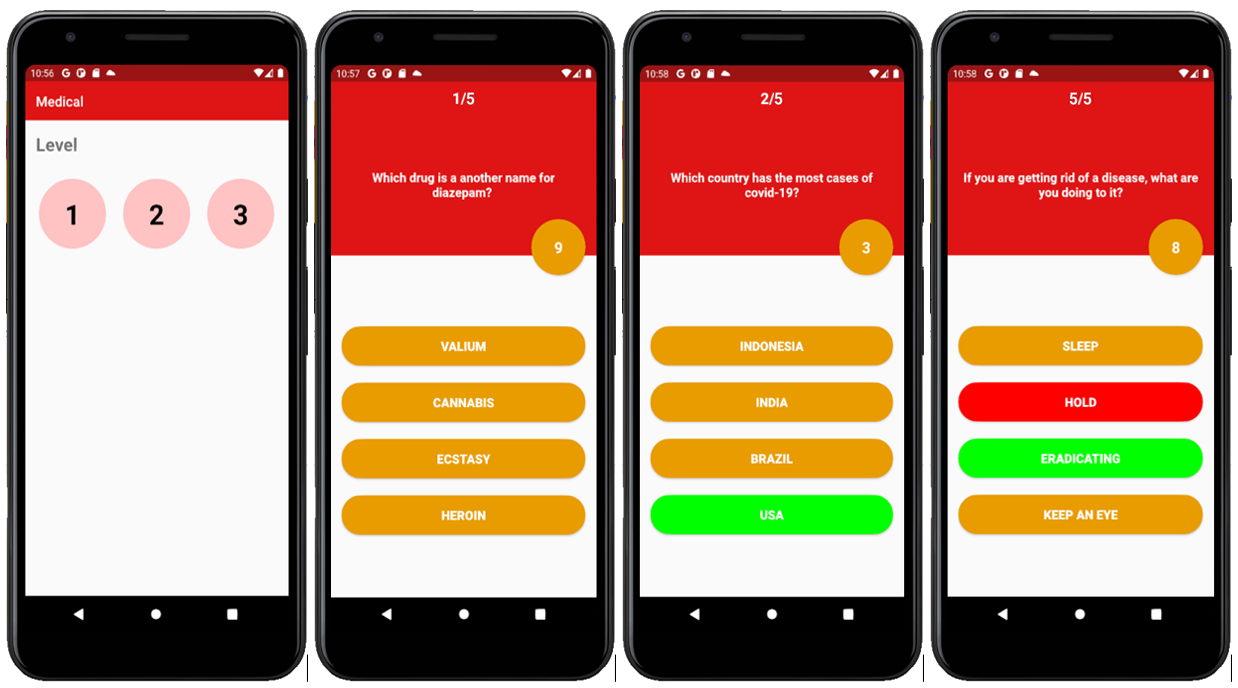 10:56
Medical
Level
1
2
3
10:57
1/5
Which drug is a another name for
diazepam?
9
VALIUM
CANNABIS
ECSTASY
HEROIN
10:58
2/5
Which country has the most cases of
covid-19?
3
INDONESIA
INDIA
BRAZIL
USA
10:58
5/5
If you are getting rid of a disease, what are
you doing to it?
8
SLEEP
HOLD
ERADICATING
KEEP AN EYE